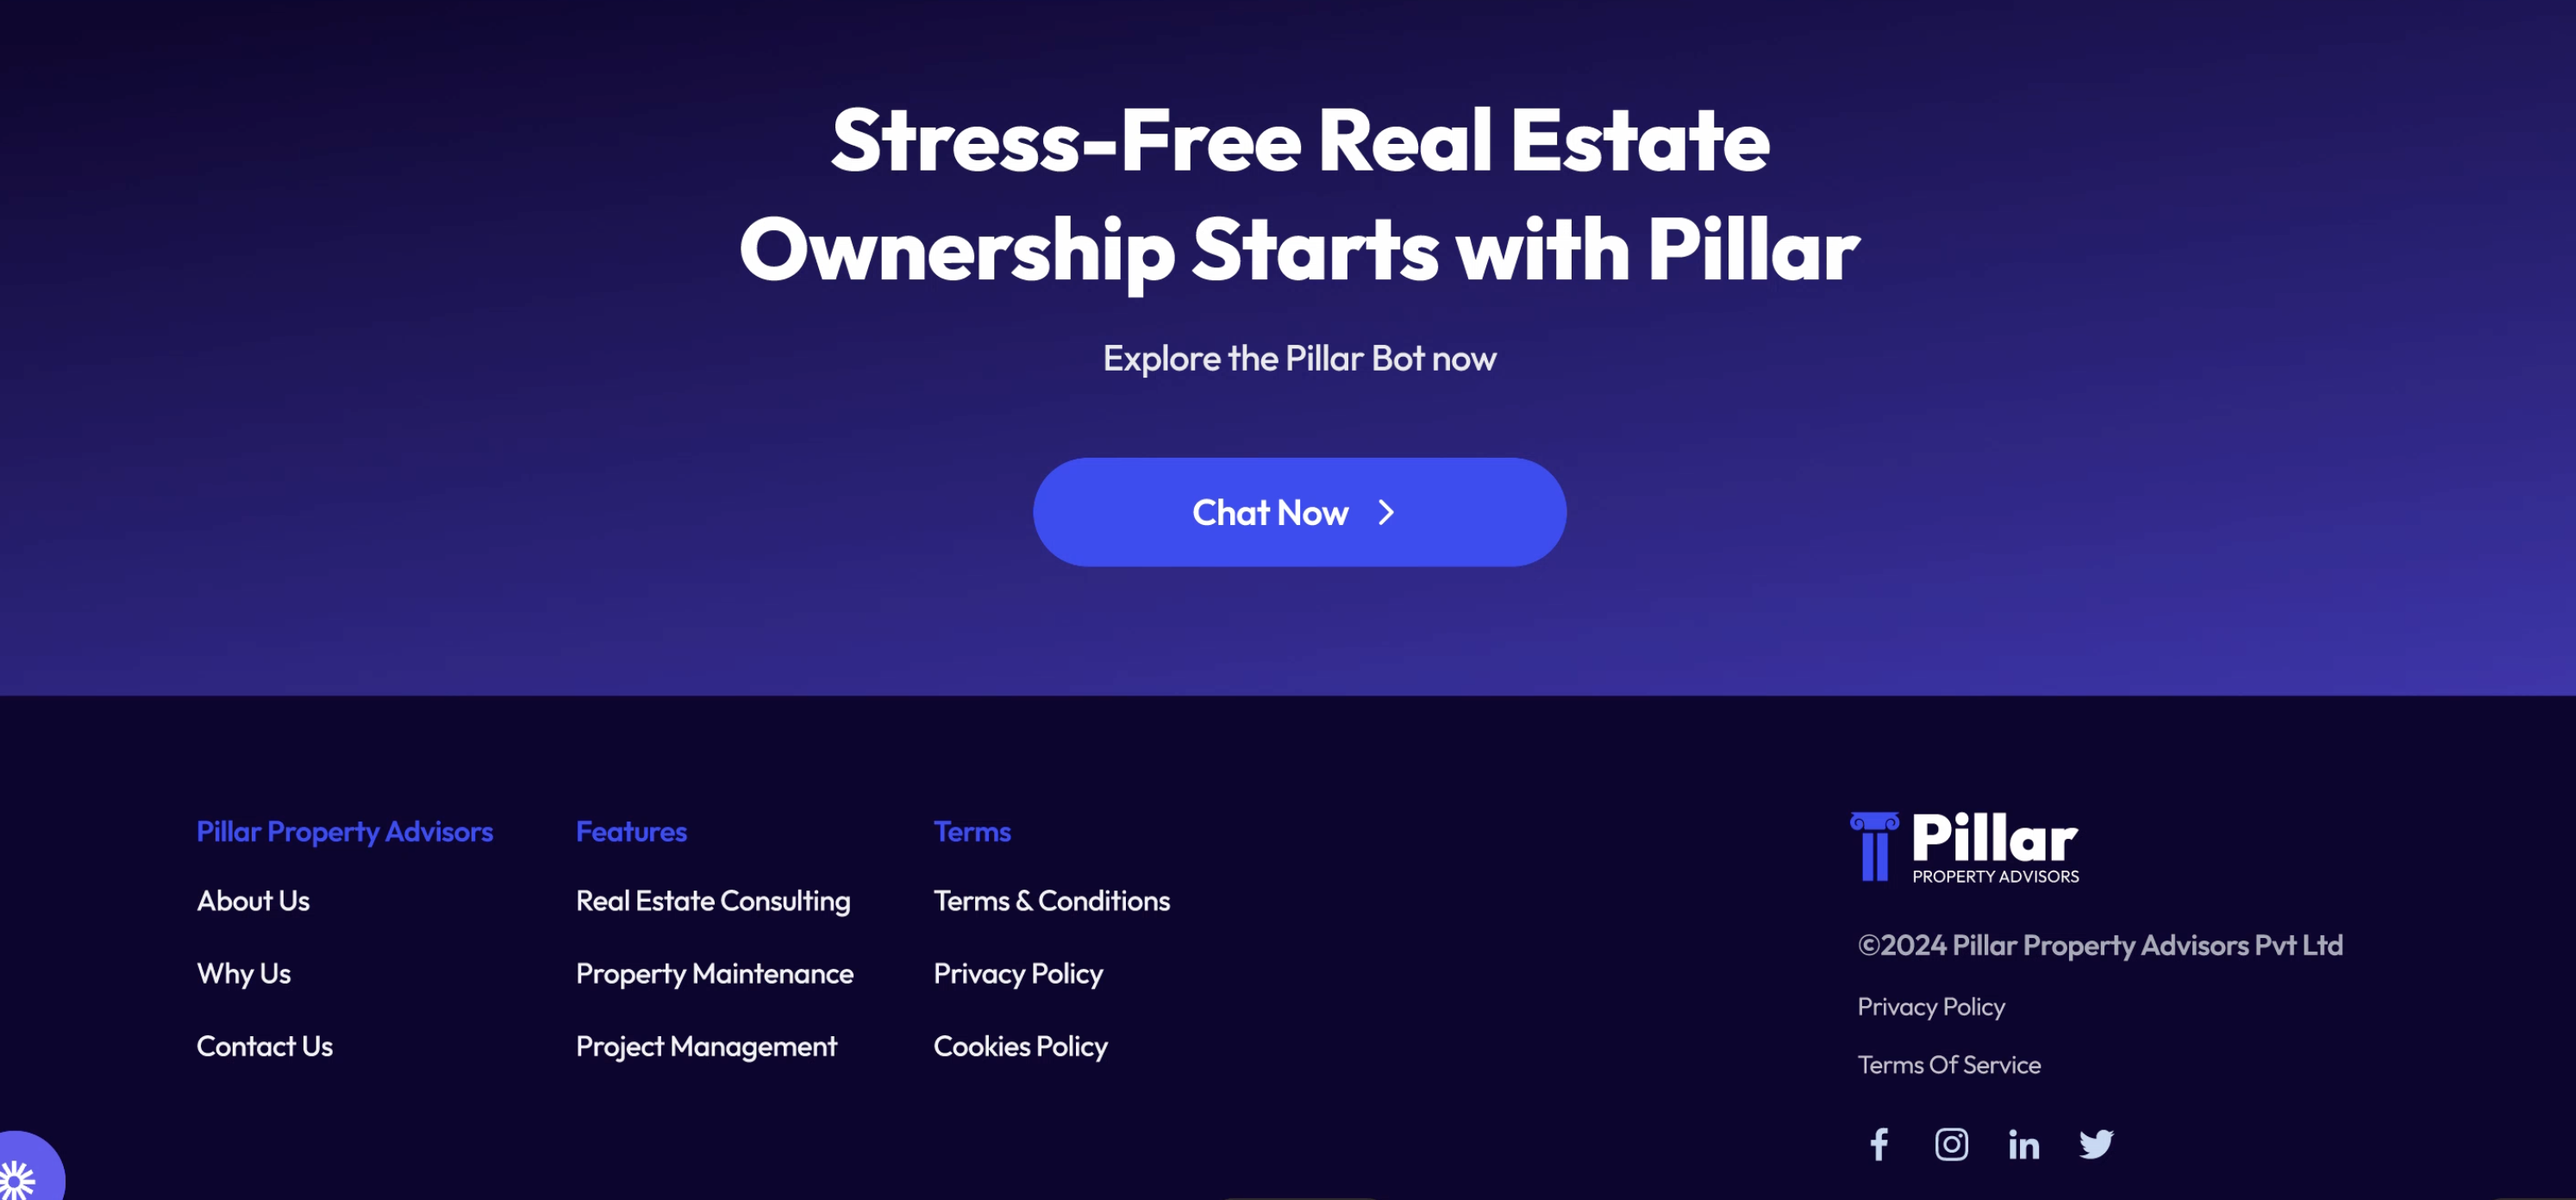 Stress-Free Real Estate
Ownership Starts with Pillar
Explore the Pillar Bot now
Chat Now
Pillar Property Advisors
About Us
Why Us
Contact Us
Features
Real Estate Consulting
Property Maintenance
Project Management
Terms
Terms & Conditions
Privacy Policy
Cookies Policy
Pillar
PROPERTY ADVISORS
©2024 Pillar Property Advisors Pvt Ltd
Privacy Policy
Terms Of Service